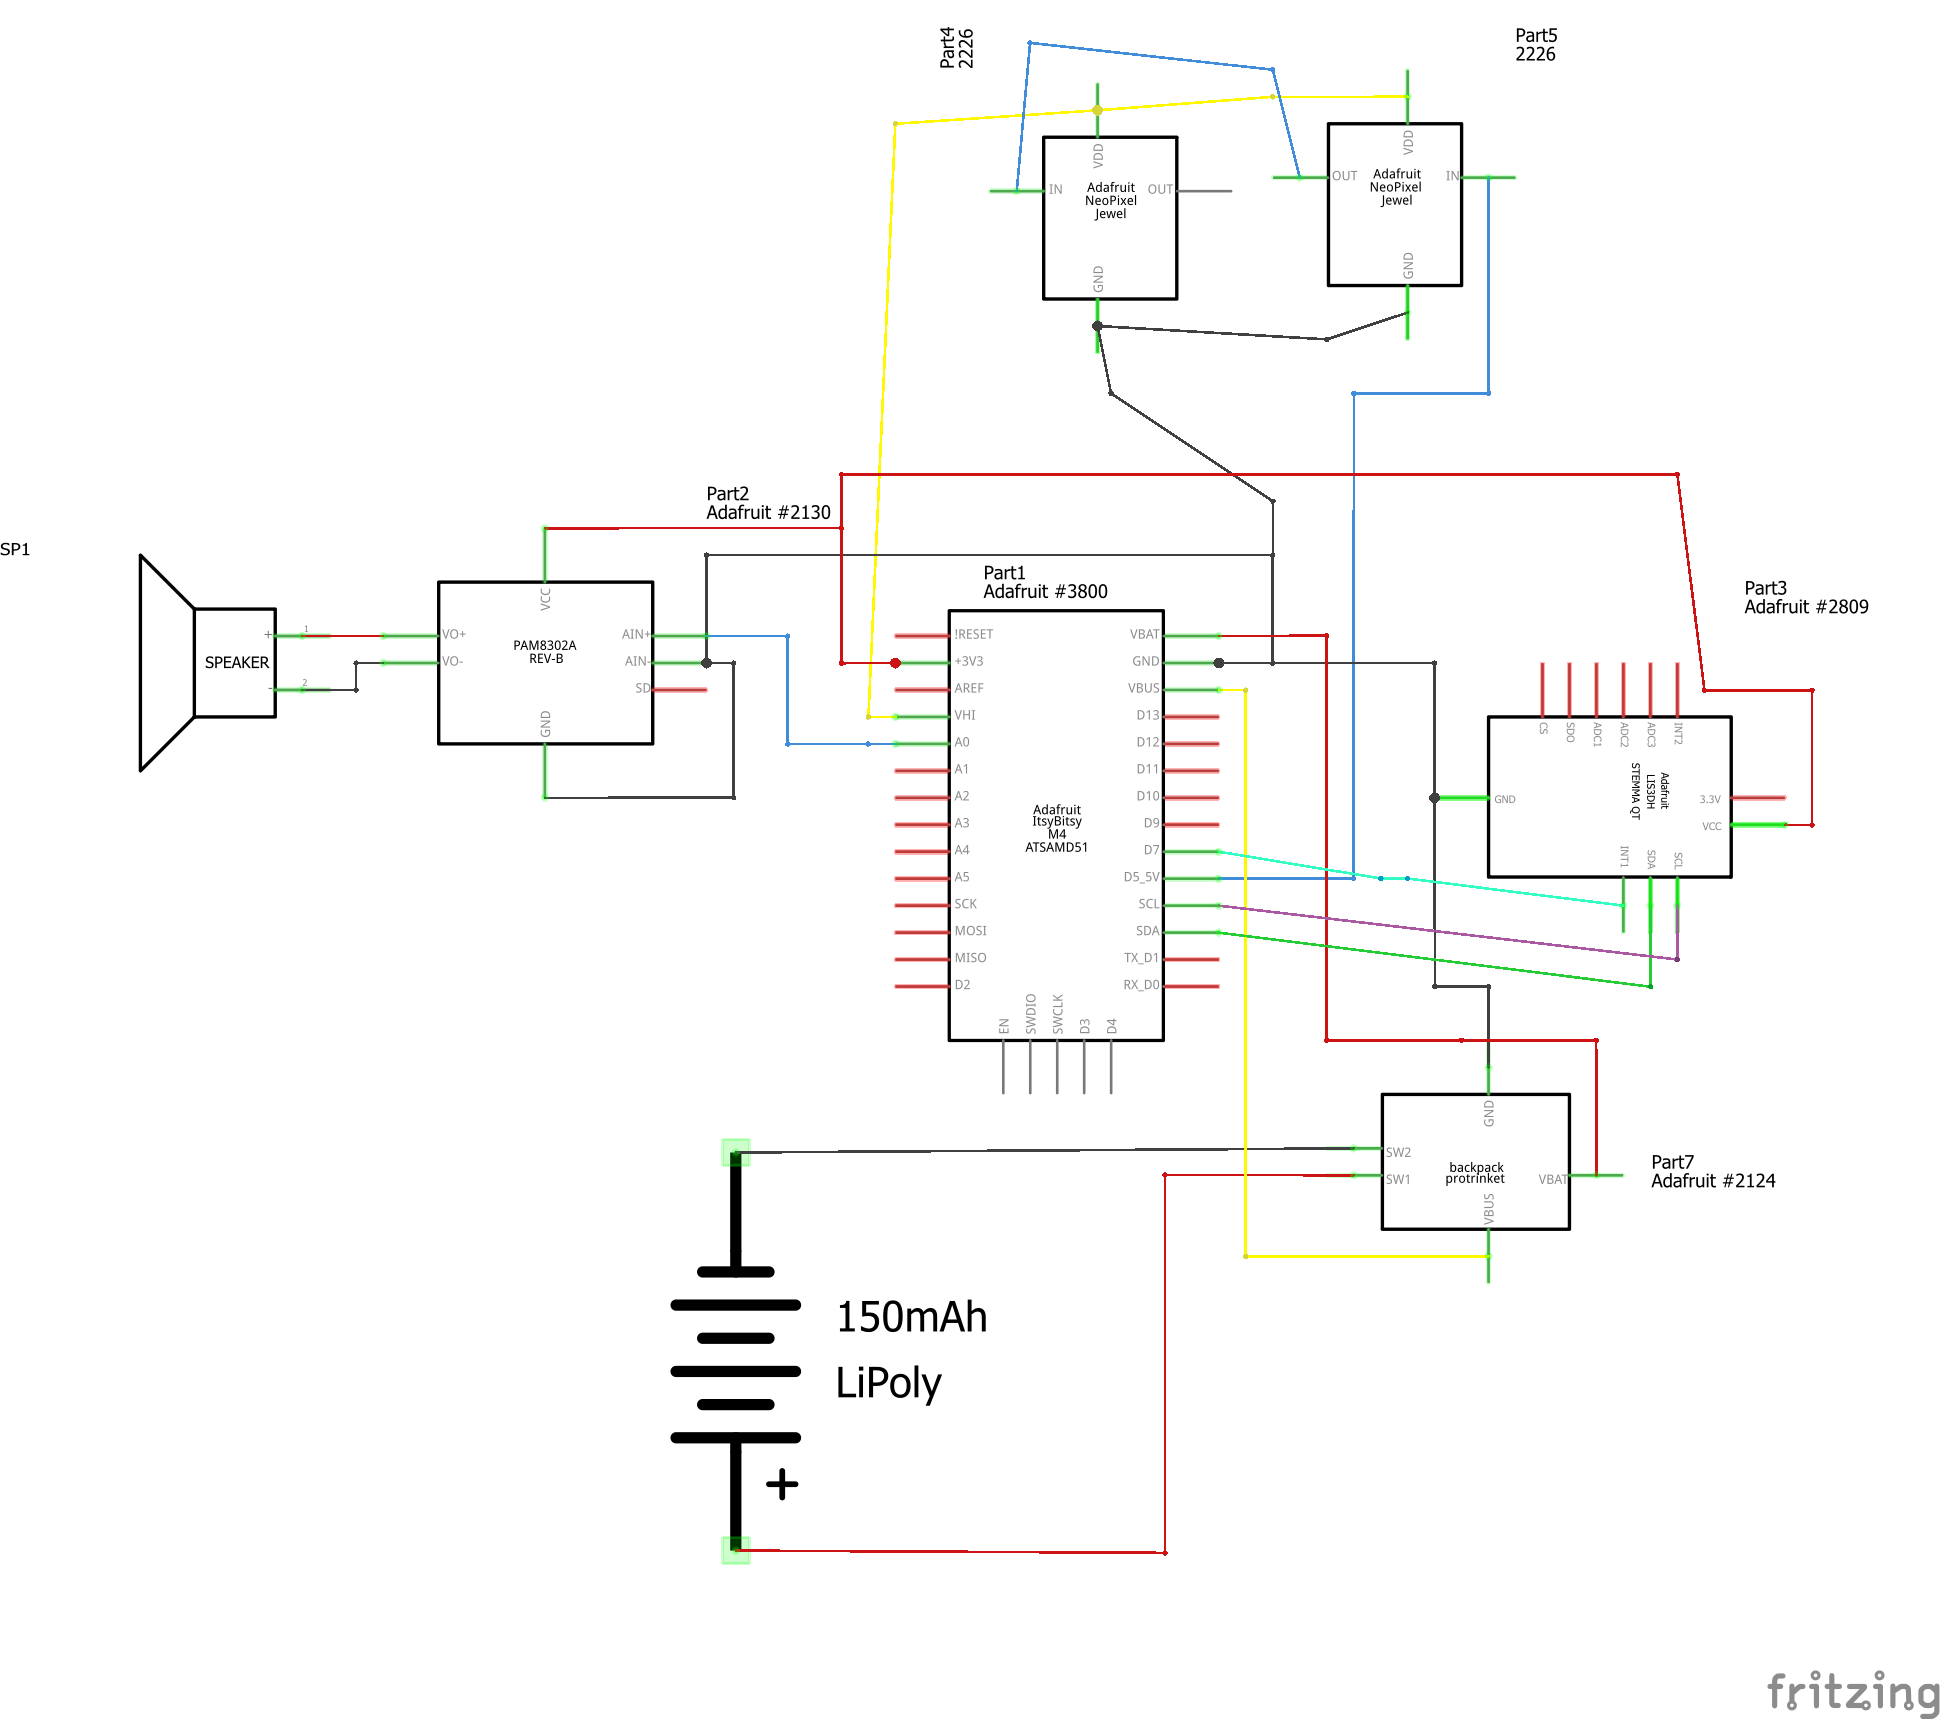 Part4
2226
Part5
2226
VDD
IN
Adafruit
NeoPixel
Jewel
OUT
GND
VDD
OUT
Adafruit
NeoPixel
Jewel
IN
GND
Part2
Adafruit #2130
SP1
SPEAKER
+
1
-
2
VCC
VO+
VO-
PAM8302A
REV-B
AIN+
AIN-
SD
GND
Part1
Adafruit #3800
!RESET
+3V3
AREF
VHI
A0
A1
A2
A3
A4
A5
SCK
MOSI
MISO
D2
Adafruit
ItsyBitsy
M4
ATSAMD51
VBAT
GND
VBUS
D13
D12
D11
D10
D9
D7
D5_5V
SCL
SDA
TX_D1
RX_D0
EN
SWDIO
SWCLK
D3
D4
Part3
Adafruit #2809
CS
SDO
ADC1
ADC2
ADC3
INT2
Adafruit
LIS3DH
STEMMA QT
GND
3.3V
VCC
INT1
SDA
SCL
GND
SW2
SW1
backpack
protrinket
VBAT
VBUS
Part7
Adafruit #2124
150mAh
LiPoly
+
fritzing